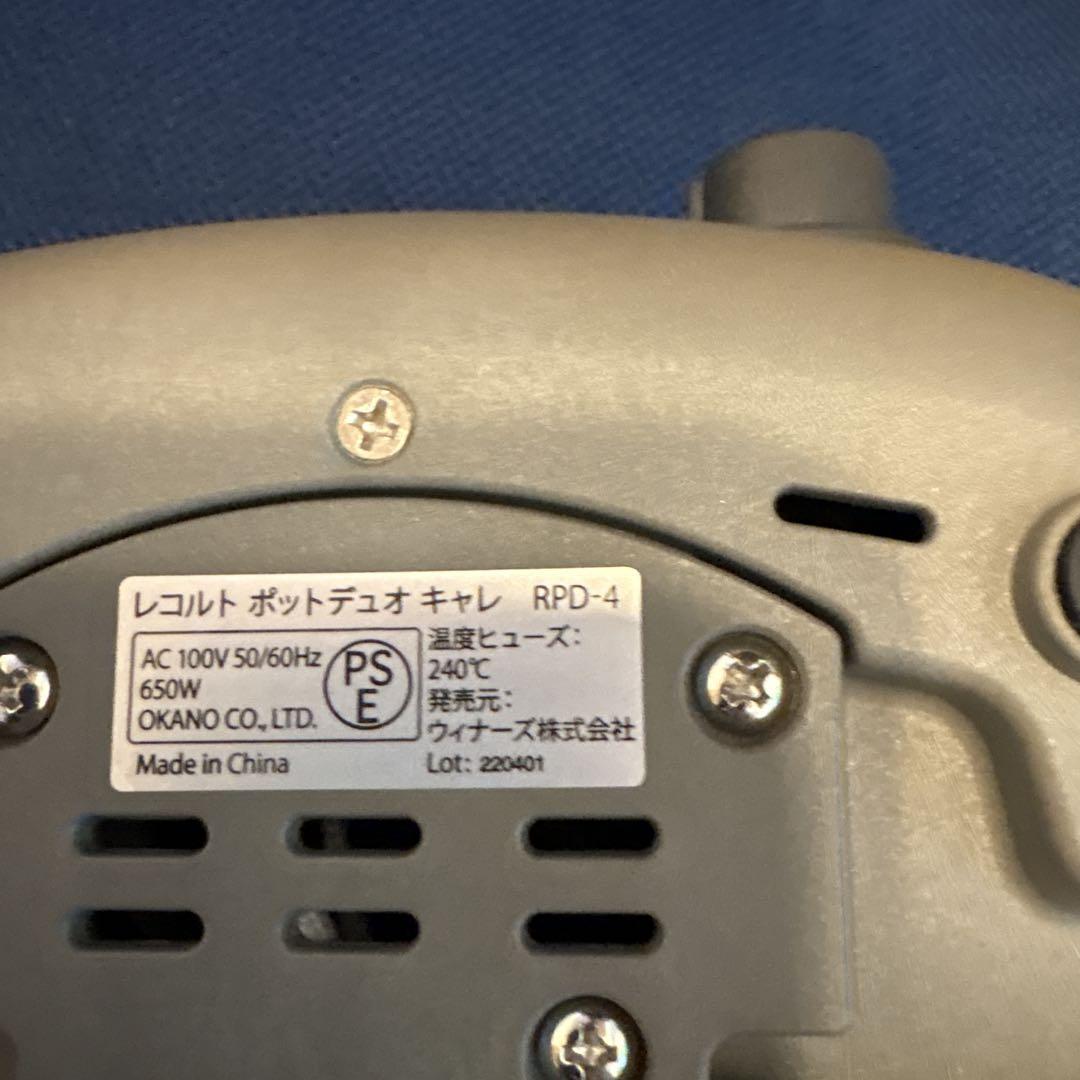 レコルト ポットデュオ キャレ RPD-4
AC 100V 50/60Hz
650W
OKANO CO., LTD.
PS
E
Made in China
温度ヒューズ:
240℃
発売元:
ウィナーズ株式会社
Lot: 220401